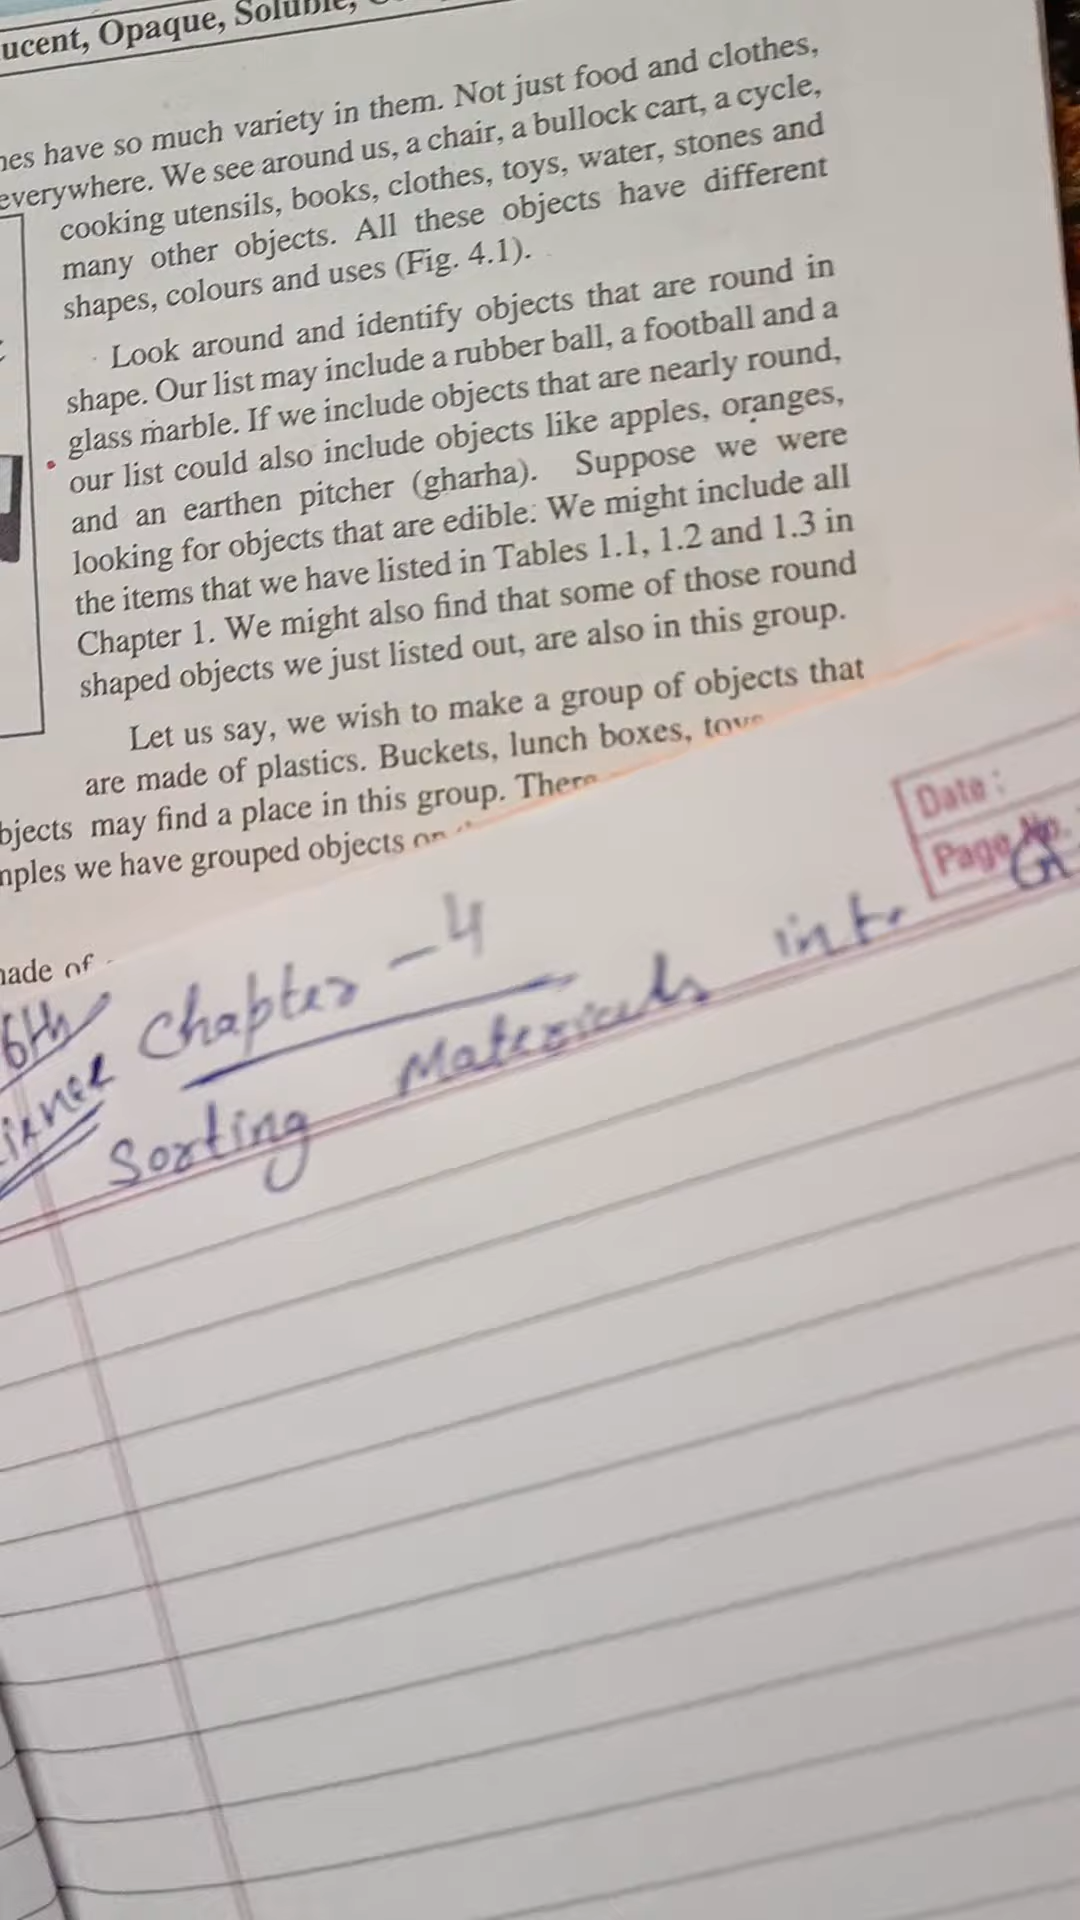 Opaque, Soluble,
have so much variety in them. Not just food and clothes,
everywhere. We see around us, a chair, a bullock cart, a cycle,
cooking utensils, books, clothes, toys, water, stones and
many other objects. All these objects have different
shapes, colours and uses (Fig. 4.1).
Look around and identify objects that are round in
shape. Our list may include a rubber ball, a football and a
glass marble. If we include objects that are nearly round,
our list could also include objects like apples, oranges,
and an earthen pitcher (gharha). Suppose we were
looking for objects that are edible. We might include all
the items that we have listed in Tables 1.1, 1.2 and 1.3 in
Chapter 1. We might also find that some of those round
shaped objects we just listed out, are also in this group.
Let us say, we wish to make a group of objects that
are made of plastics. Buckets, lunch boxes, toys
may find a place in this group. There
we have grouped objects on
of
Date :
Page No.
6th
Chapter - 4
Sorting Materials into